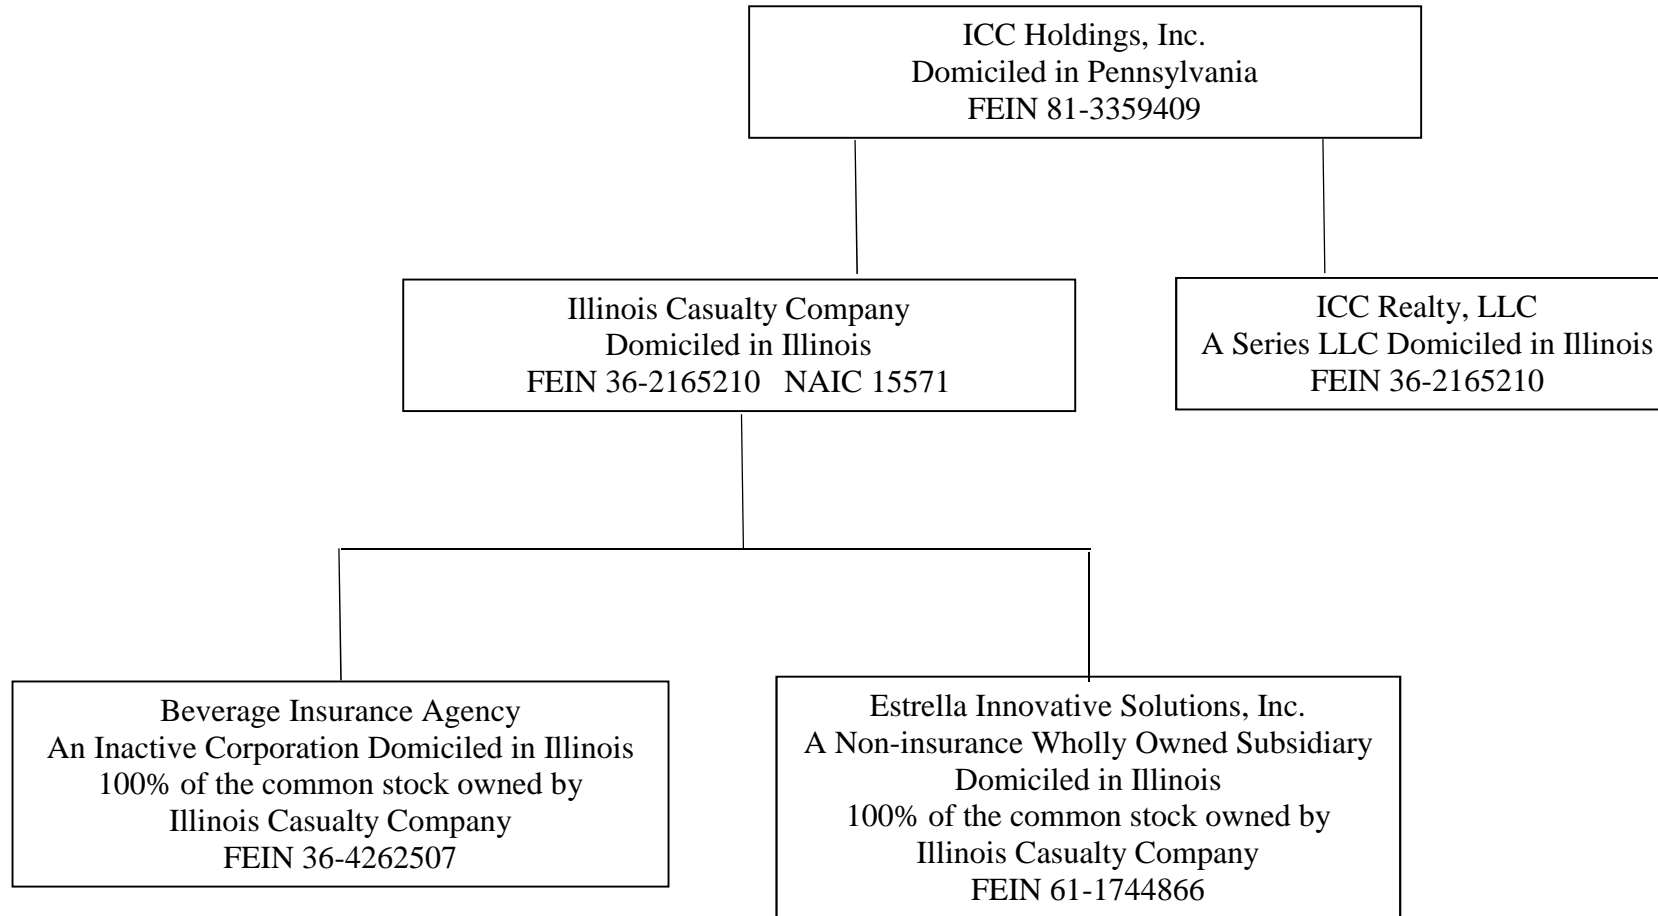 ICC Holdings, Inc.
Domiciled in Pennsylvania
FEIN 81-3359409
Illinois Casualty Company
Domiciled in Illinois
FEIN 36-2165210   NAIC 15571
ICC Realty, LLC
A Series LLC Domiciled in Illinois
FEIN 36-2165210
Beverage Insurance Agency
An Inactive Corporation Domiciled in Illinois
100% of the common stock owned by
Illinois Casualty Company
FEIN 36-4262507
Estrella Innovative Solutions, Inc.
A Non-insurance Wholly Owned Subsidiary
Domiciled in Illinois
100% of the common stock owned by
Illinois Casualty Company
FEIN 61-1744866